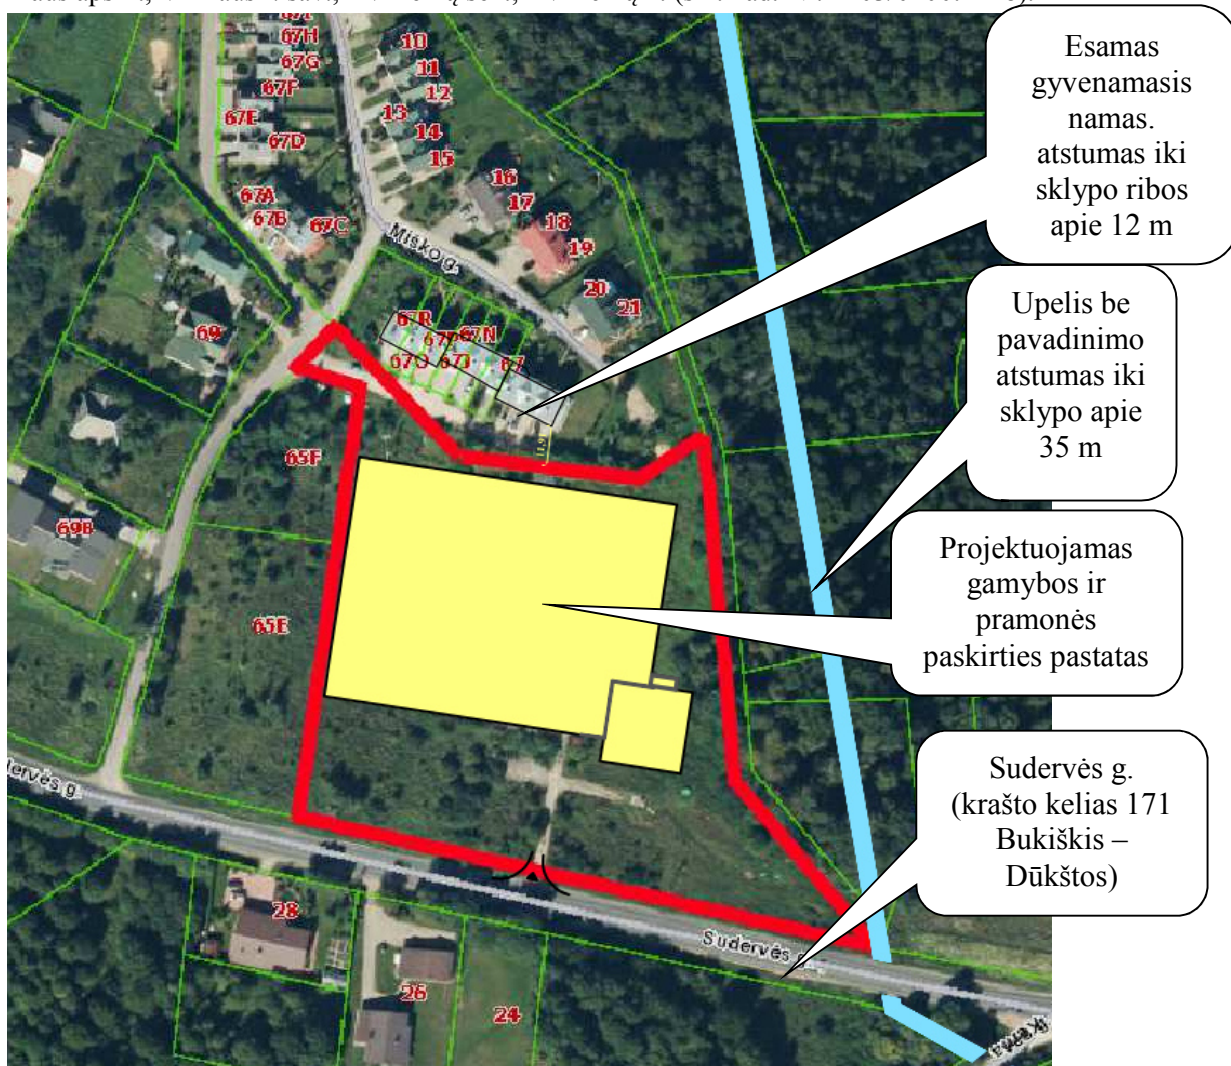 Esamas
gyvenamasis
namas.
atstumas iki
sklypo ribos
apie 12 m
Upelis be
pavadinimo
atstumas iki
sklypo apie
35 m
Projektuojamas
gamybos ir
pramonės
paskirties pastatas
Sudervės g.
(krašto kelias 171
Bukiškis –
Dūkštos)
67H
67G
67F
67E
67D
67A
67B
67C
10
11
12
13
14
15
16
17
18
19
20
21
Miško g.
67R
67N
67
69
65F
69B
65E
Sudervės g.
28
26
24